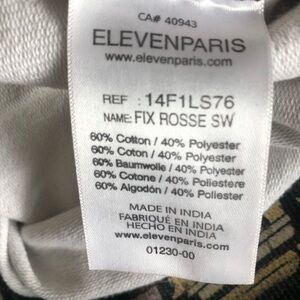 CA# 40943
ELEVENPARIS
www.elevenparis.com
REF : 14F1LS76
NAME: FIX ROSSE SW
60% Cotton / 40% Polyester
60% Coton / 40% Polyester
60% Baumwolle / 40% Polyester
60% Cotone / 40% Poliestere
60% Algodón / 40% Polyester
MADE IN INDIA
FABRIQUÉ EN INDIA
HECHO EN INDIA
www.elevenparis.com
01230-00